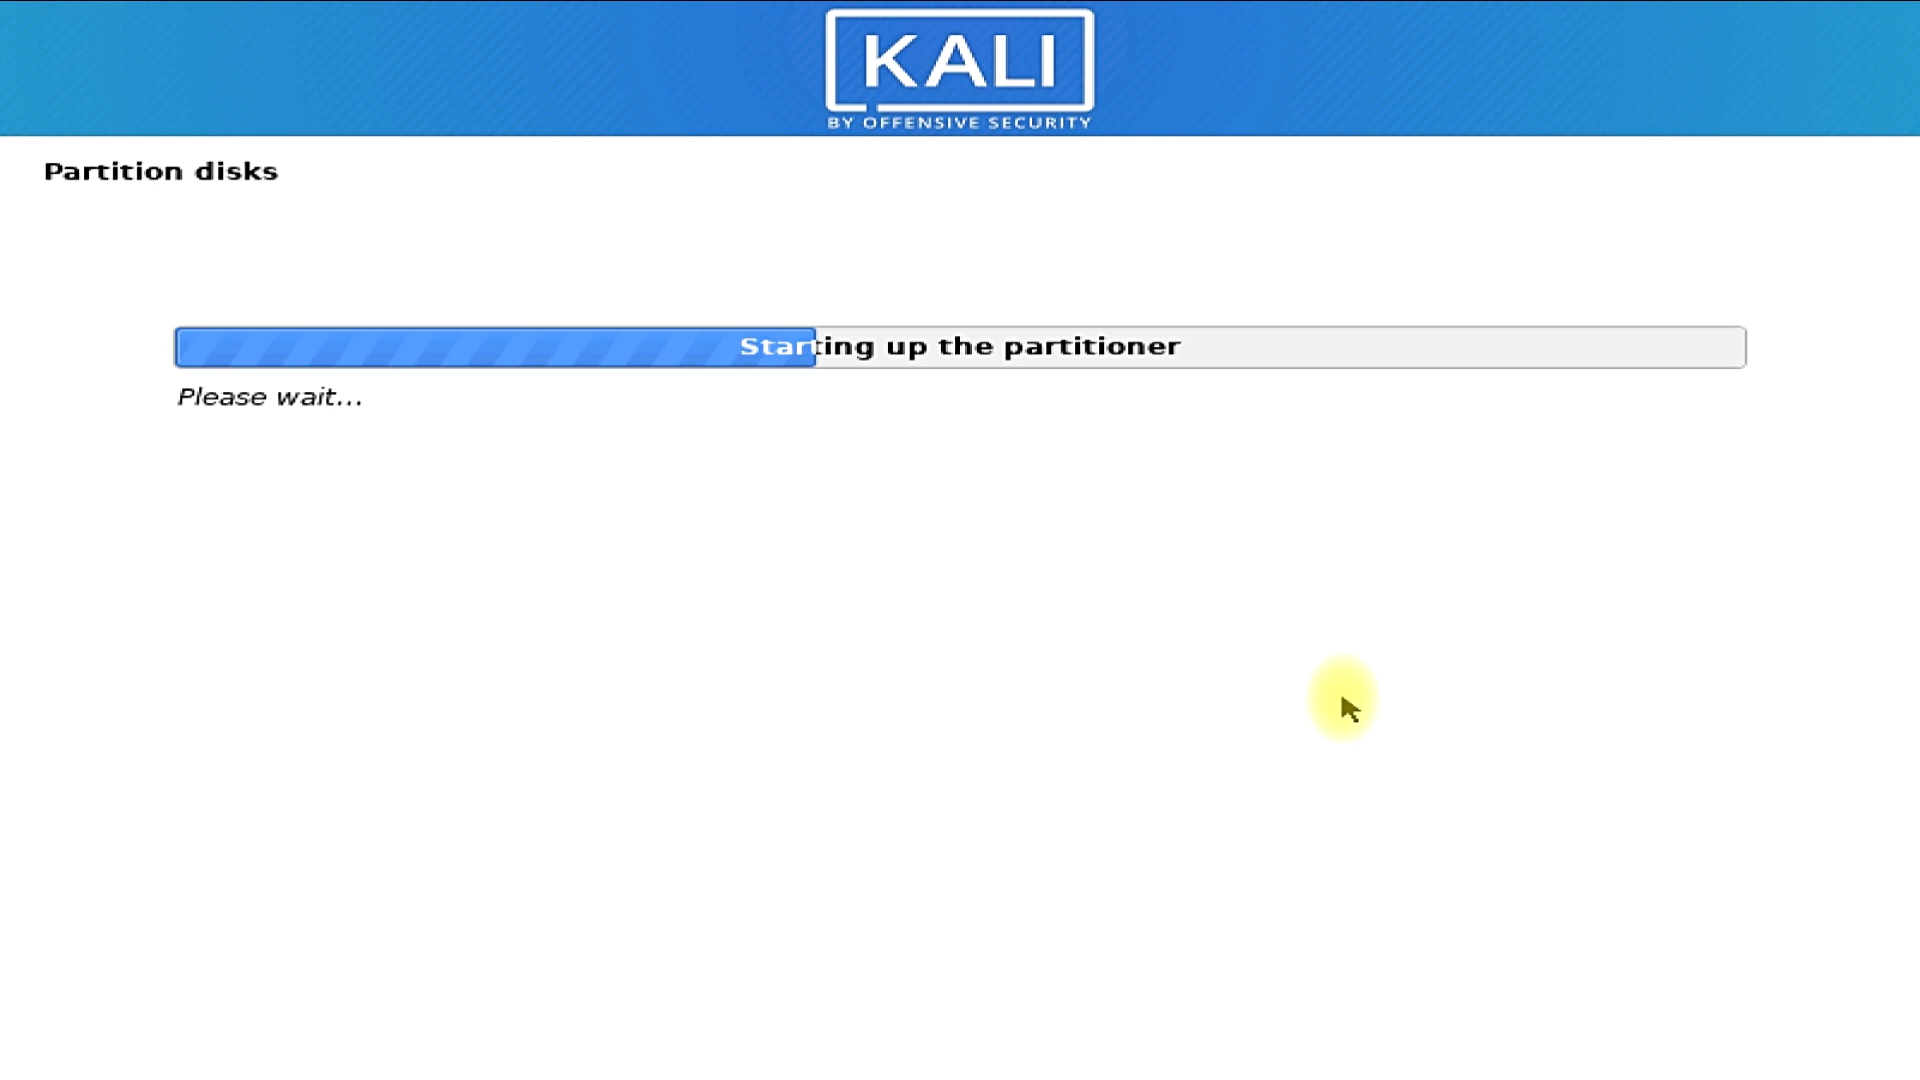 KALI
BY OFFENSIVE SECURITY
Partition disks
Starting up the partitioner
Please wait...